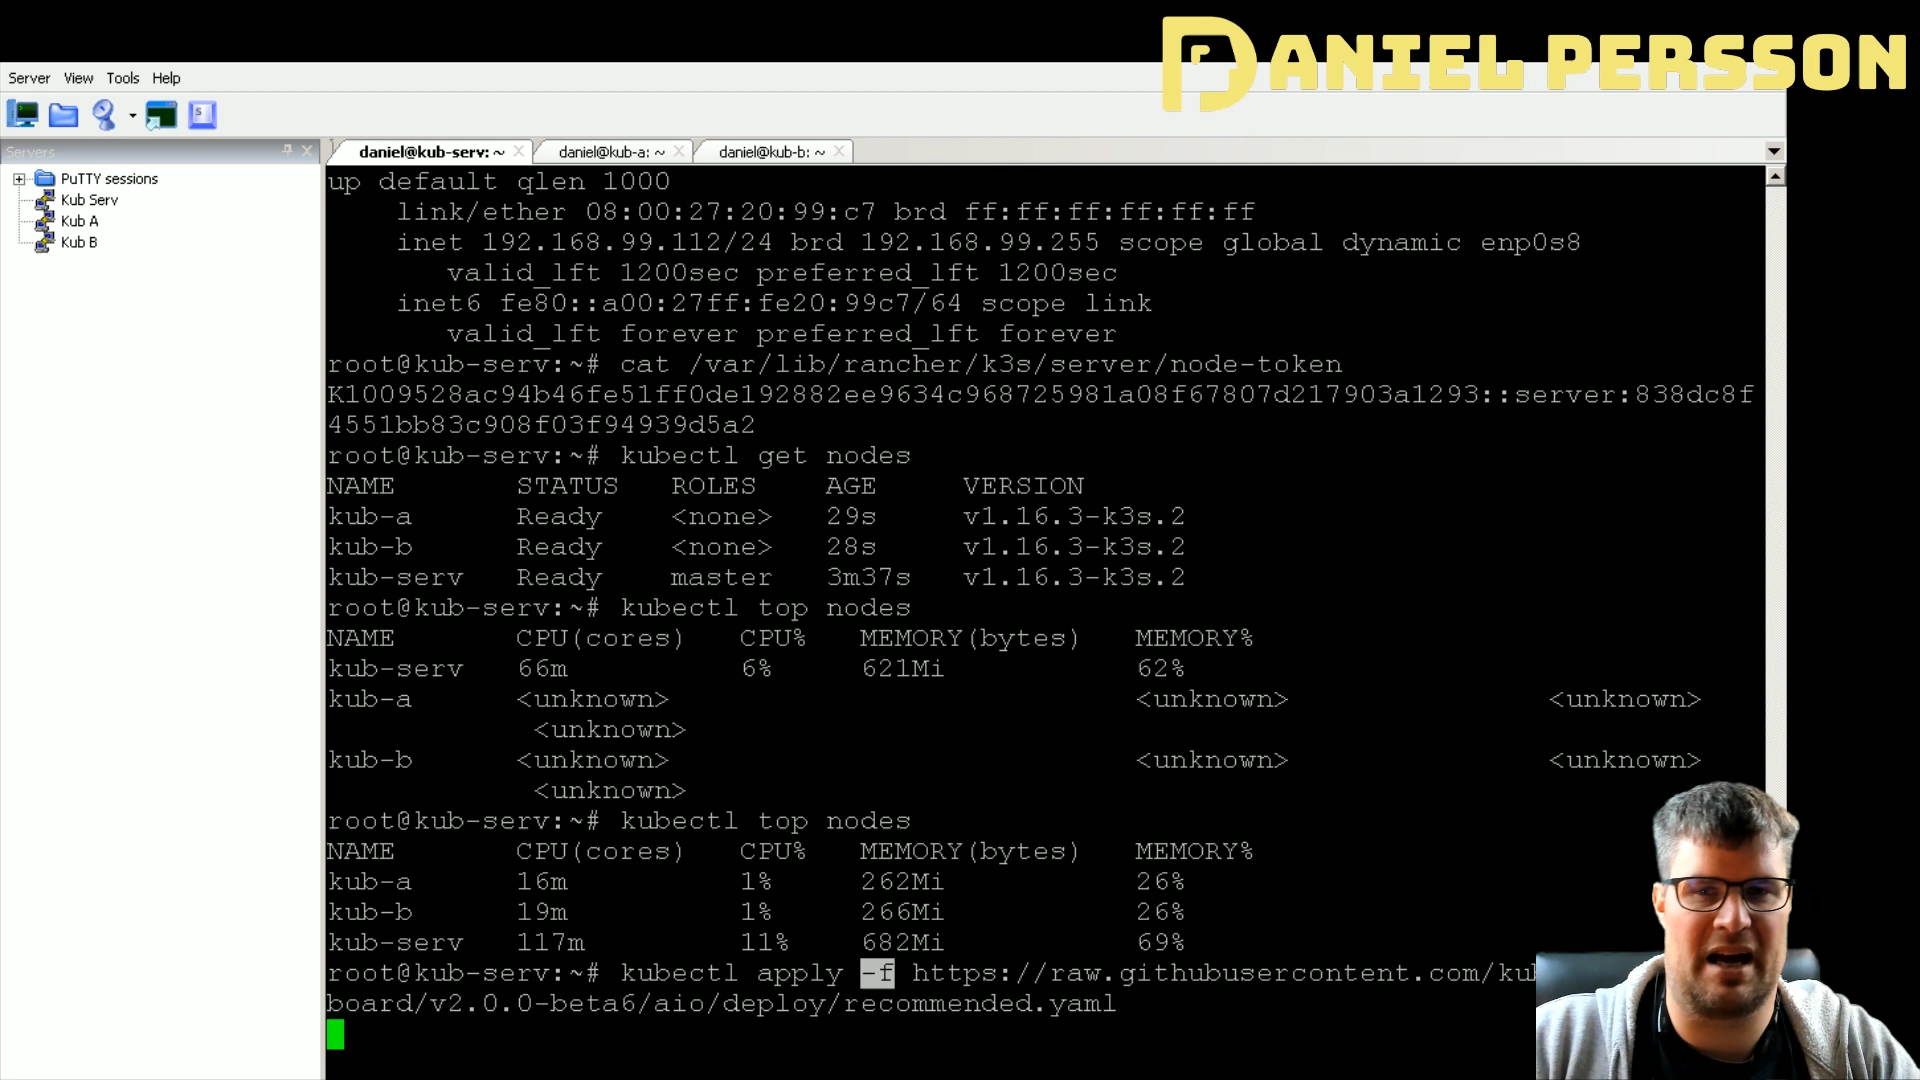 DANIEL PERSSON
Server View Tools Help
Servers
daniel@kub-serv: ~ daniel@kub-a: ~ daniel@kub-b: ~
PuTTY sessions
Kub Serv
Kub A
Kub B
up default qlen 1000
link/ether 08:00:27:20:99:c7 brd ff:ff:ff:ff:ff:ff
inet 192.168.99.112/24 brd 192.168.99.255 scope global dynamic enp0s8
valid_lft 1200sec preferred_lft 1200sec
inet6 fe80::a00:27ff:fe20:99c7/64 scope link
valid_lft forever preferred_lft forever
root@kub-serv:~# cat /var/lib/rancher/k3s/server/node-token
K1009528ac94b46fe51ff0de192882ee9634c968725981a08f67807d217903a1293::server:838dc8f
4551bb83c908f03f94939d5a2
root@kub-serv:~# kubectl get nodes
NAME STATUS ROLES AGE VERSION
kub-a Ready <none> 29s v1.16.3-k3s.2
kub-b Ready <none> 28s v1.16.3-k3s.2
kub-serv Ready master 3m37s v1.16.3-k3s.2
root@kub-serv:~# kubectl top nodes
NAME CPU(cores) CPU% MEMORY(bytes) MEMORY%
kub-serv 66m 6% 621Mi 62%
kub-a <unknown> <unknown> <unknown>
<unknown>
kub-b <unknown> <unknown> <unknown>
<unknown>
root@kub-serv:~# kubectl top nodes
NAME CPU(cores) CPU% MEMORY(bytes) MEMORY%
kub-a 16m 1% 262Mi 26%
kub-b 19m 1% 266Mi 26%
kub-serv 117m 11% 682Mi 69%
root@kub-serv:~# kubectl apply -f https://raw.githubusercontent.com/ku
board/v2.0.0-beta6/aio/deploy/recommended.yaml